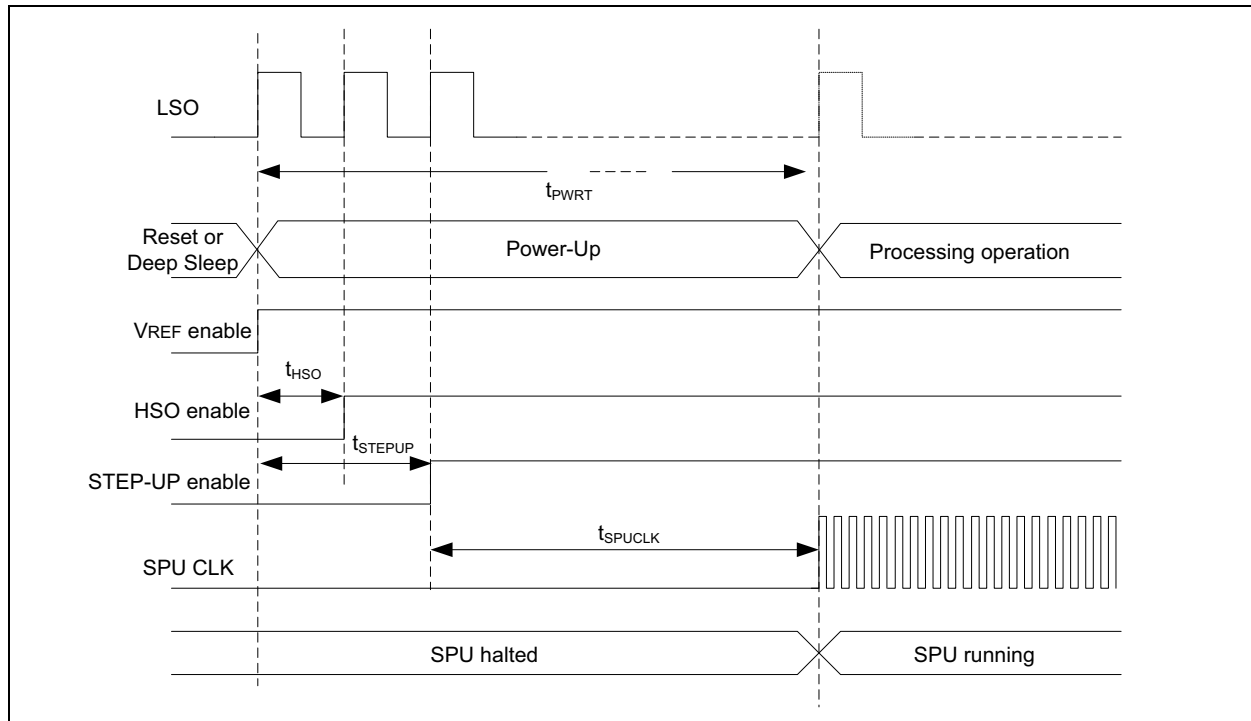 LSO
tPWRT
Reset or
Deep Sleep
Power-Up
Processing operation
VREF enable
tHSO
HSO enable
tSTEPUP
STEP-UP enable
tSPUCLK
SPU CLK
SPU halted
SPU running